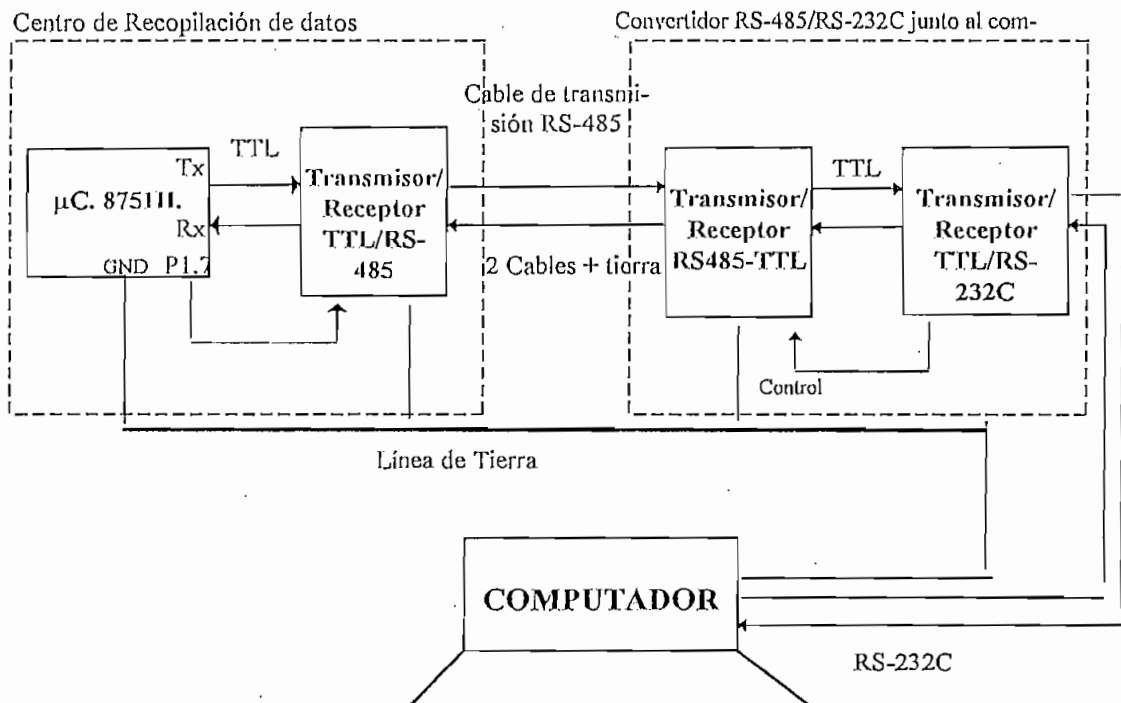 Centro de Recopilación de datos
Convertidor RS-485/RS-232C junto al com-
Cable de transmi-
sión RS-485
TTL
Tx
µC. 8751H.
Rx
GND P1.7
Transmisor/
Receptor
TTL/RS-
485
2 Cables + tierra
Transmisor/
Receptor
RS485-TTL
TTL
Transmisor/
Receptor
TTL/RS-
232C
Control
Línea de Tierra
COMPUTADOR
RS-232C